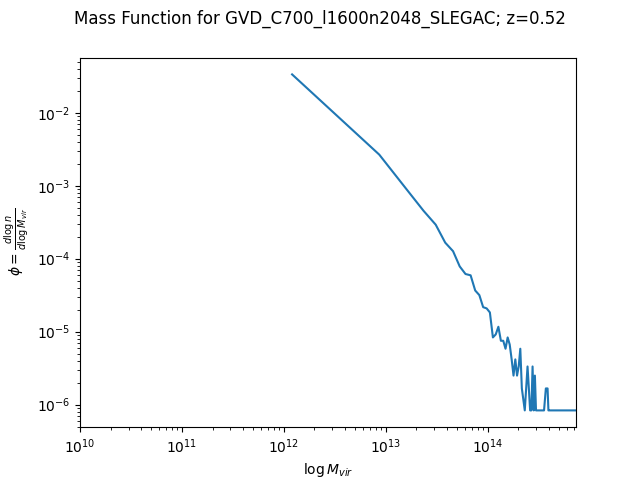 Mass Function for GVD_C700_l1600n2048_SLEGAC; z=0.52
10⁻²
10⁻³
10⁻⁴
10⁻⁵
10⁻⁶
ϕ = d log n / d log M_vir
10¹⁰ 10¹¹ 10¹² 10¹³ 10¹⁴
log M_vir